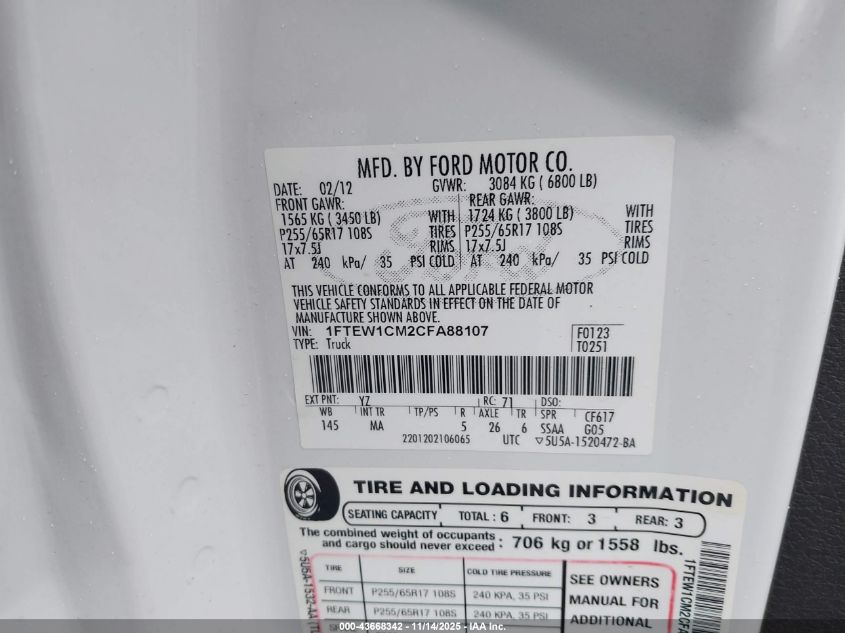 MFD. BY FORD MOTOR CO.
DATE: 02/12 GVWR: 3084 KG ( 6800 LB)
FRONT GAWR: REAR GAWR:
1565 KG ( 3450 LB) WITH 1724 KG ( 3800 LB) WITH
P255/65R17 108S TIRES P255/65R17 108S TIRES
17x7.5J RIMS 17x7.5J RIMS
AT 240 kPa/ 35 PSI COLD AT 240 kPa/ 35 PSI COLD
THIS VEHICLE CONFORMS TO ALL APPLICABLE FEDERAL MOTOR
VEHICLE SAFETY STANDARDS IN EFFECT ON THE DATE OF
MANUFACTURE SHOWN ABOVE.
VIN: 1FTEW1CM2CFA88107 F0123
TYPE: Truck T0251
EXT PNT: YZ RC: 71 DSO:
WB INT TR TP/PS R AXLE TR SPR CF617
145 MA 5 26 6 SSAA G05
2201202106065 UTC ▽5U5A-1520472-BA
TIRE AND LOADING INFORMATION
SEATING CAPACITY TOTAL : 6 FRONT: 3 REAR: 3
The combined weight of occupants
and cargo should never exceed : 706 kg or 1558 lbs.
TIRE SIZE COLD TIRE PRESSURE SEE OWNERS
FRONT P255/65R17 108S 240 KPA, 35 PSI MANUAL FOR
REAR P255/65R17 108S 240 KPA, 35 PSI ADDITIONAL
000-43668342 - 11/14/2025 - IAA Inc.